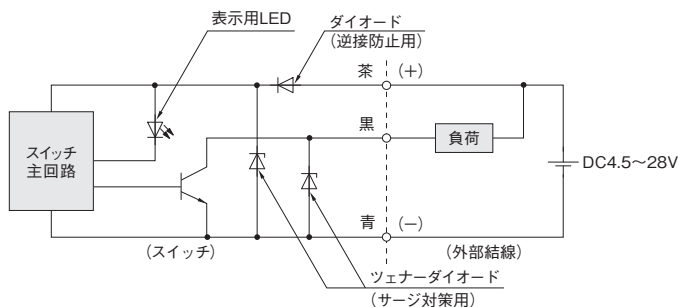 表示用LED
ダイオード
(逆接防止用)
茶 (+)
黒
負荷
スイッチ
主回路
DC4.5~28V
青 (−)
(スイッチ)
(外部結線)
ツェナーダイオード
(サージ対策用)